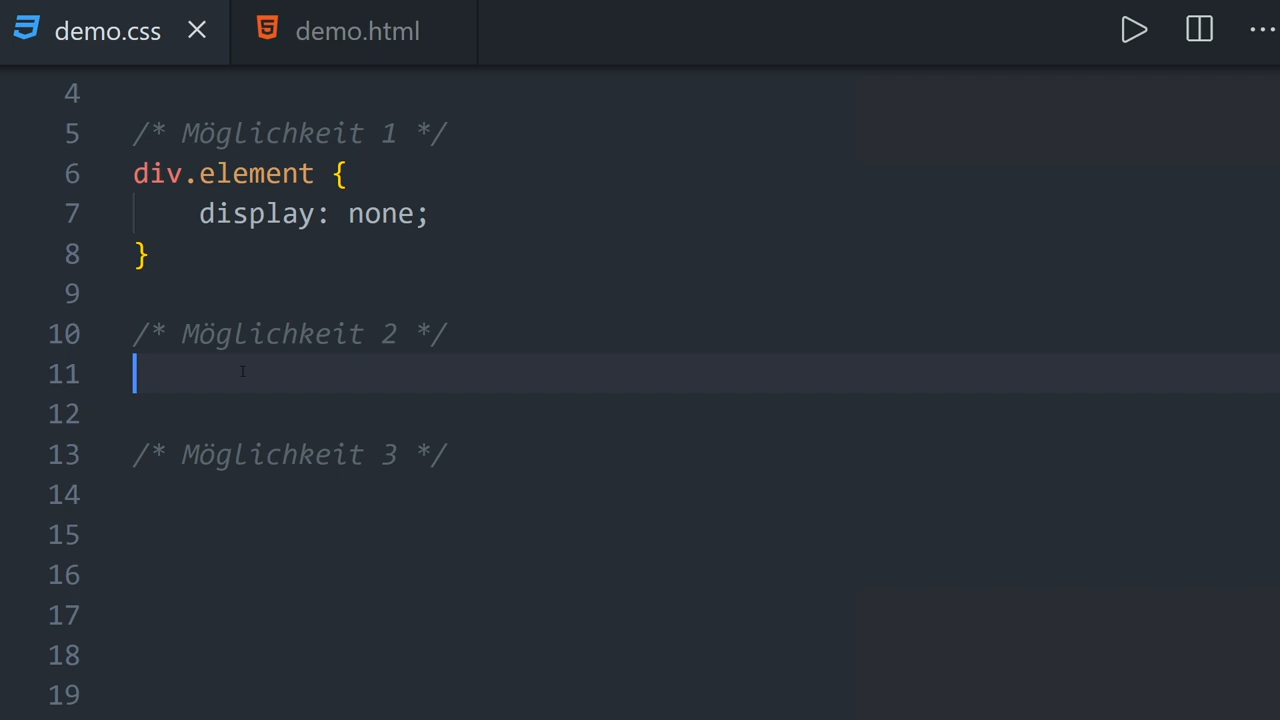 demo.css
demo.html
4
5 /* Möglichkeit 1 */
6 div.element {
7 display: none;
8 }
9
10 /* Möglichkeit 2 */
11
12
13 /* Möglichkeit 3 */
14
15
16
17
18
19